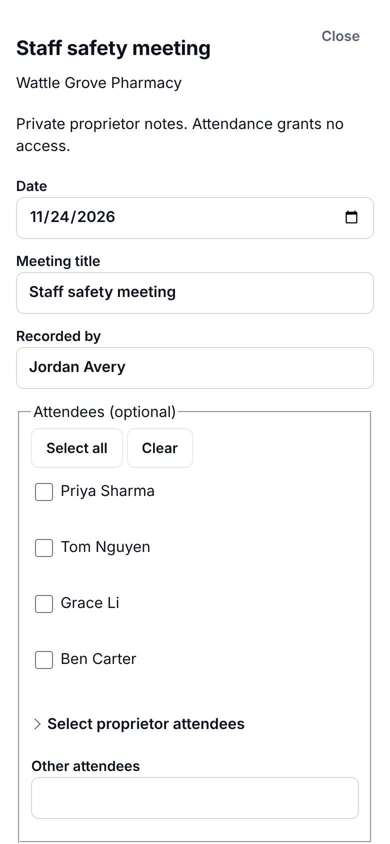 Staff safety meeting
Close
Wattle Grove Pharmacy
Private proprietor notes. Attendance grants no
access.
Date
11/24/2026
Meeting title
Staff safety meeting
Recorded by
Jordan Avery
Attendees (optional)
Select all
Clear
Priya Sharma
Tom Nguyen
Grace Li
Ben Carter
Select proprietor attendees
Other attendees